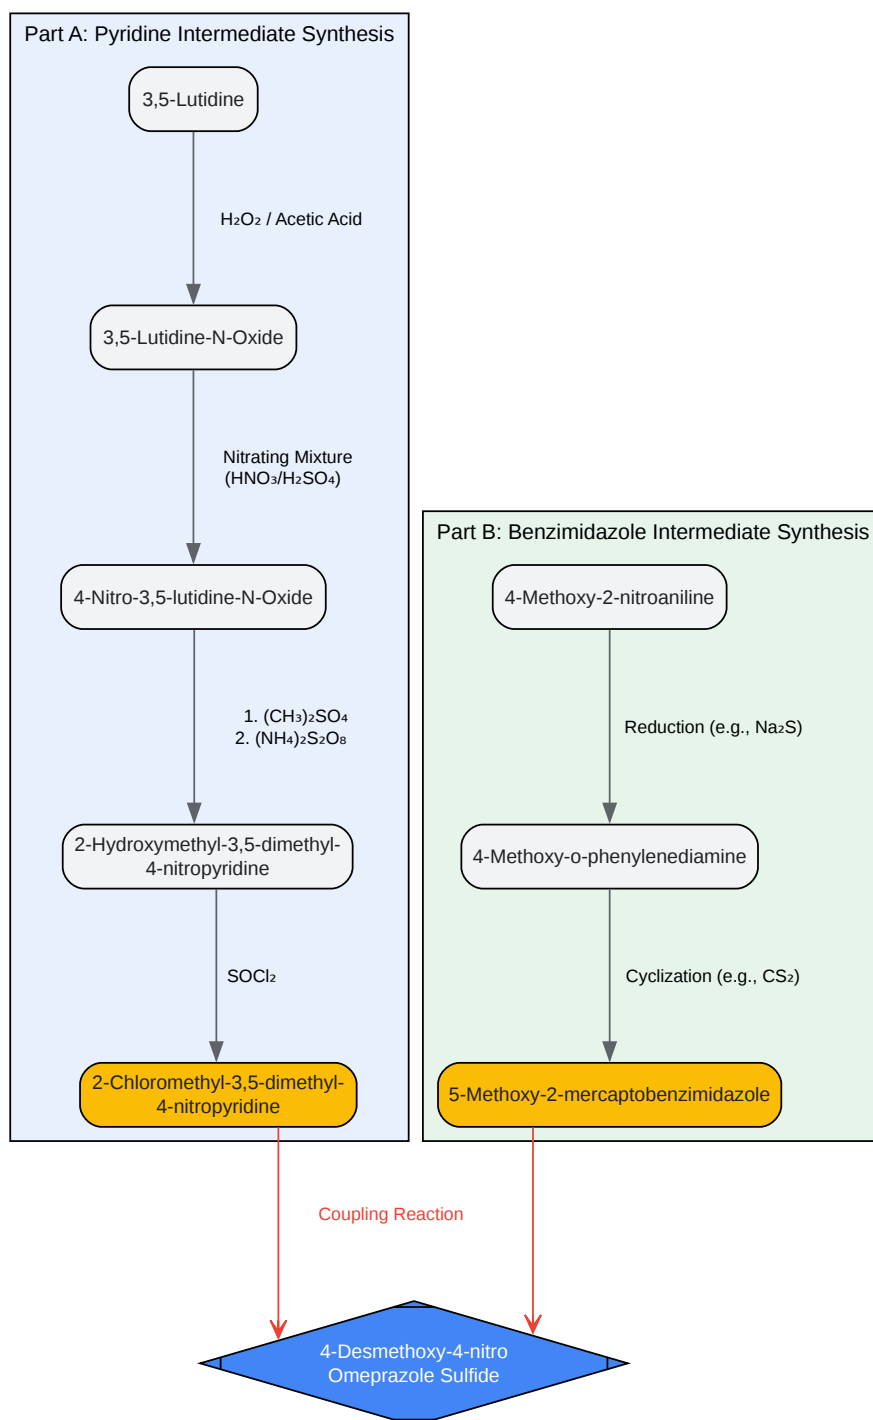 Part A: Pyridine Intermediate Synthesis
3,5-Lutidine
H₂O₂ / Acetic Acid
3,5-Lutidine-N-Oxide
Nitrating Mixture
(HNO₃/H₂SO₄)
4-Nitro-3,5-lutidine-N-Oxide
1. (CH₃)₂SO₄
2. (NH₄)₂S₂O₈
2-Hydroxymethyl-3,5-dimethyl-
4-nitropyridine
SOCl₂
2-Chloromethyl-3,5-dimethyl-
4-nitropyridine
Part B: Benzimidazole Intermediate Synthesis
4-Methoxy-2-nitroaniline
Reduction (e.g., Na₂S)
4-Methoxy-o-phenylenediamine
Cyclization (e.g., CS₂)
5-Methoxy-2-mercaptobenzimidazole
Coupling Reaction
4-Desmethoxy-4-nitro
Omeprazole Sulfide